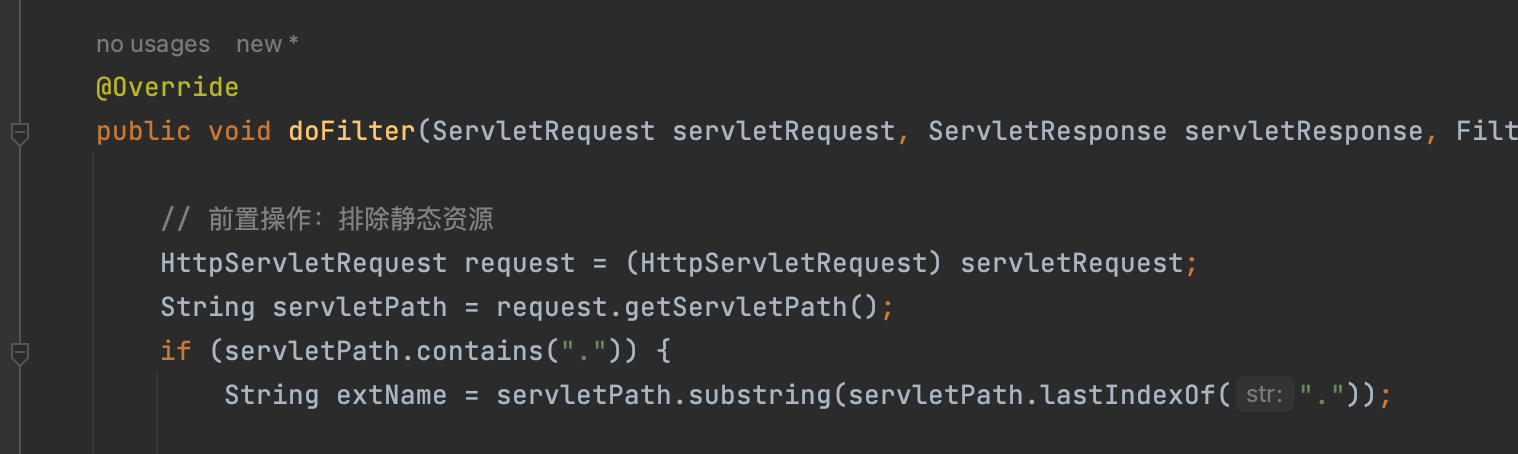 no usages new *
@Override
public void doFilter(ServletRequest servletRequest, ServletResponse servletResponse, Filt
// 前置操作：排除静态资源
HttpServletRequest request = (HttpServletRequest) servletRequest;
String servletPath = request.getServletPath();
if (servletPath.contains(".")) {
String extName = servletPath.substring(servletPath.lastIndexOf( str: "."));